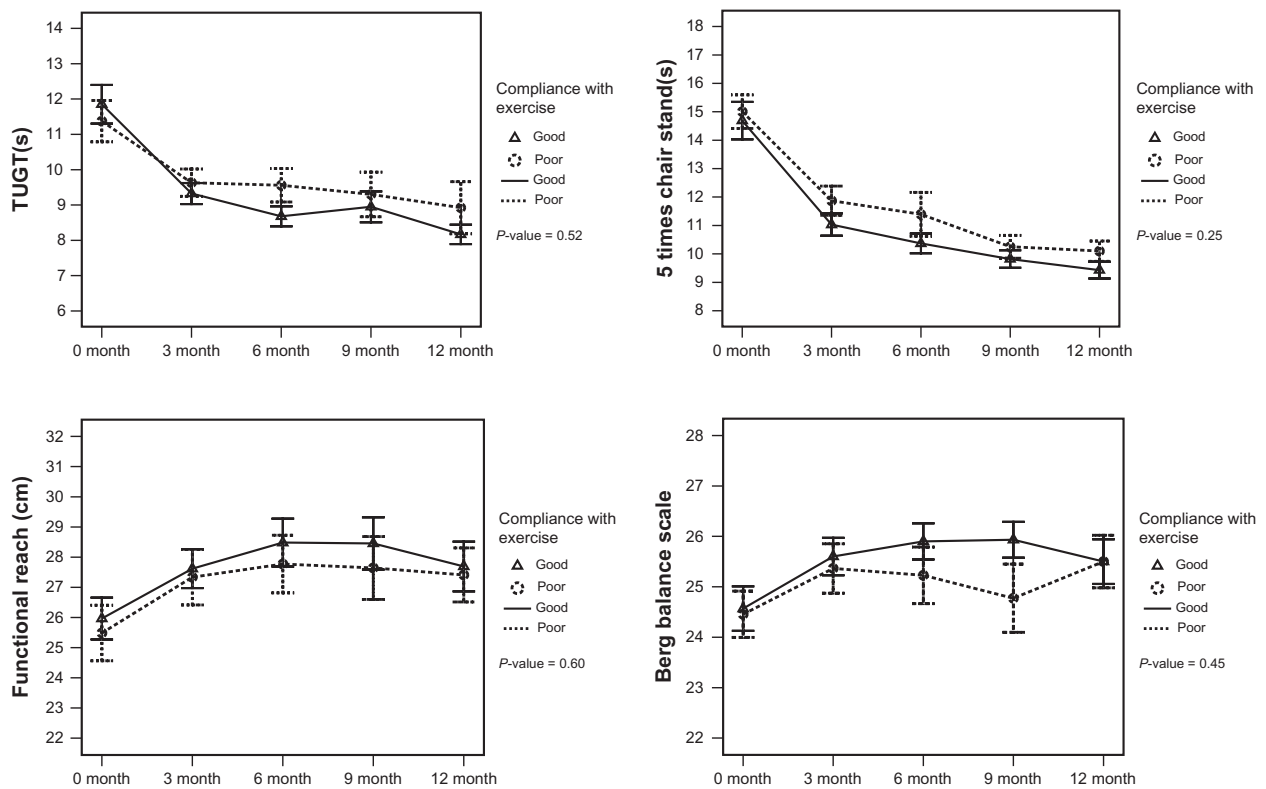 TUGT(s)
14
13
12
11
10
9
8
7
6
0 month 3 month 6 month 9 month 12 month
Compliance with
exercise
Good
Poor
Good
Poor
P-value = 0.52
5 times chair stand(s)
18
17
16
15
14
13
12
11
10
9
8
0 month 3 month 6 month 9 month 12 month
Compliance with
exercise
Good
Poor
Good
Poor
P-value = 0.25
Functional reach (cm)
32
31
30
29
28
27
26
25
24
23
22
0 month 3 month 6 month 9 month 12 month
Compliance with
exercise
Good
Poor
Good
Poor
P-value = 0.60
Berg balance scale
28
27
26
25
24
23
22
0 month 3 month 6 month 9 month 12 month
Compliance with
exercise
Good
Poor
Good
Poor
P-value = 0.45